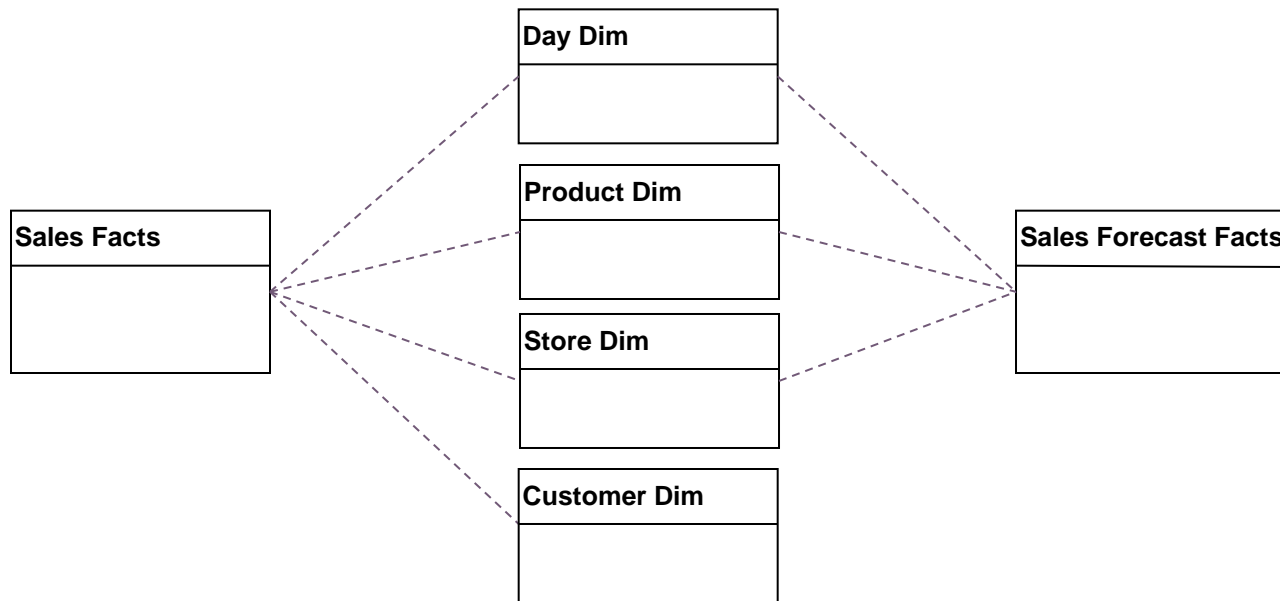 Day Dim
Product Dim
Sales Facts
Sales Forecast Facts
Store Dim
Customer Dim